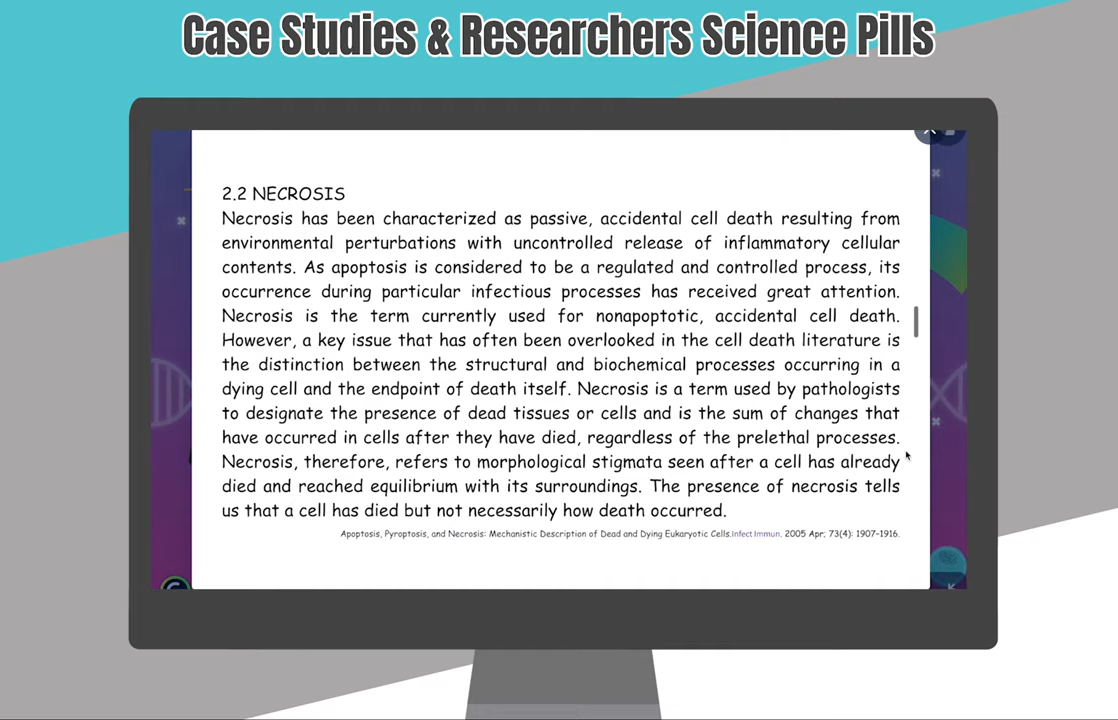 Case Studies & Researchers Science Pills
2.2 NECROSIS
Necrosis has been characterized as passive, accidental cell death resulting from
environmental perturbations with uncontrolled release of inflammatory cellular
contents. As apoptosis is considered to be a regulated and controlled process, its
occurrence during particular infectious processes has received great attention.
Necrosis is the term currently used for nonapoptotic, accidental cell death.
However, a key issue that has often been overlooked in the cell death literature is
the distinction between the structural and biochemical processes occurring in a
dying cell and the endpoint of death itself. Necrosis is a term used by pathologists
to designate the presence of dead tissues or cells and is the sum of changes that
have occurred in cells after they have died, regardless of the prelethal processes.
Necrosis, therefore, refers to morphological stigmata seen after a cell has already
died and reached equilibrium with its surroundings. The presence of necrosis tells
us that a cell has died but not necessarily how death occurred.
Apoptosis, Pyroptosis, and Necrosis: Mechanistic Description of Dead and Dying Eukaryotic Cells.Infect Immun. 2005 Apr; 73(4): 1907-1916.